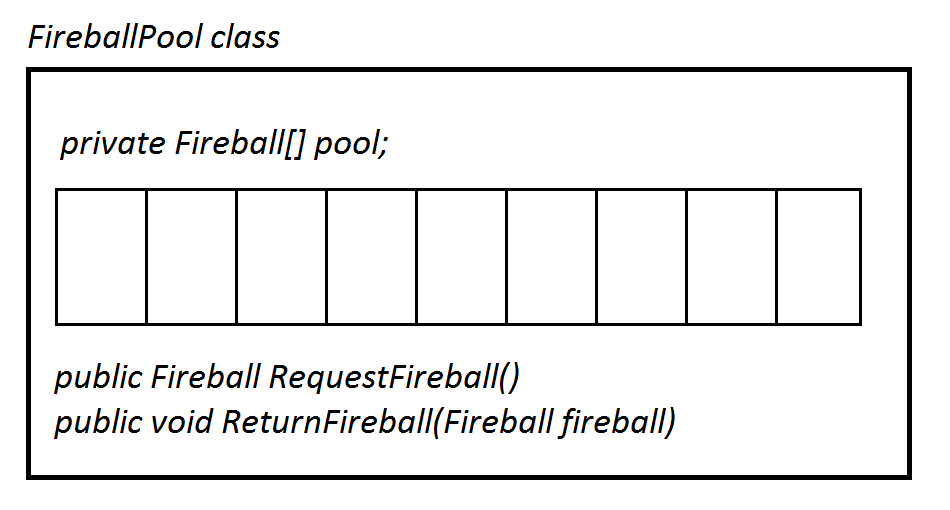 FireballPool class
private Fireball[] pool;
public Fireball RequestFireball()
public void ReturnFireball(Fireball fireball)